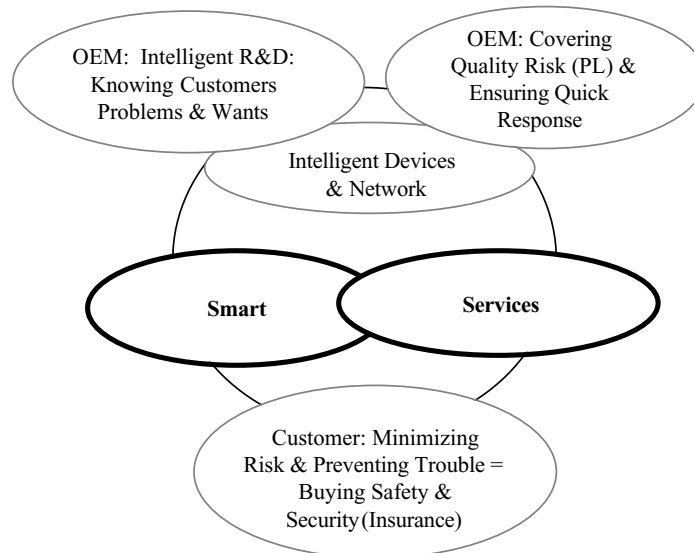 OEM:  Intelligent R&D:
Knowing Customers
Problems & Wants
OEM: Covering
Quality Risk (PL) &
Ensuring Quick
Response
Intelligent Devices
& Network
Smart
Services
Customer: Minimizing
Risk & Preventing Trouble =
Buying Safety &
Security(Insurance)